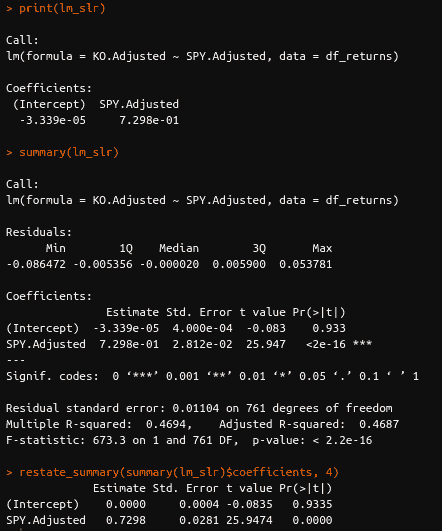 > print(lm_slr)
Call:
lm(formula = KO.Adjusted ~ SPY.Adjusted, data = df_returns)
Coefficients:
(Intercept)  SPY.Adjusted
-3.339e-05     7.298e-01
> summary(lm_slr)
Call:
lm(formula = KO.Adjusted ~ SPY.Adjusted, data = df_returns)
Residuals:
Min        1Q    Median        3Q       Max
-0.086472 -0.005356 -0.000020  0.005900  0.053781
Coefficients:
Estimate Std. Error t value Pr(>|t|)
(Intercept)  -3.339e-05  4.000e-04  -0.083    0.933
SPY.Adjusted  7.298e-01  2.812e-02  25.947   <2e-16 ***
---
Signif. codes:  0 ‘***’ 0.001 ‘**’ 0.01 ‘*’ 0.05 ‘.’ 0.1 ‘ ’ 1
Residual standard error: 0.01104 on 761 degrees of freedom
Multiple R-squared:  0.4694,    Adjusted R-squared:  0.4687
F-statistic: 673.3 on 1 and 761 DF,  p-value: < 2.2e-16
> restate_summary(summary(lm_slr)$coefficients, 4)
Estimate Std. Error t value Pr(>|t|)
(Intercept)    0.0000     0.0004 -0.0835   0.9335
SPY.Adjusted   0.7298     0.0281 25.9474   0.0000